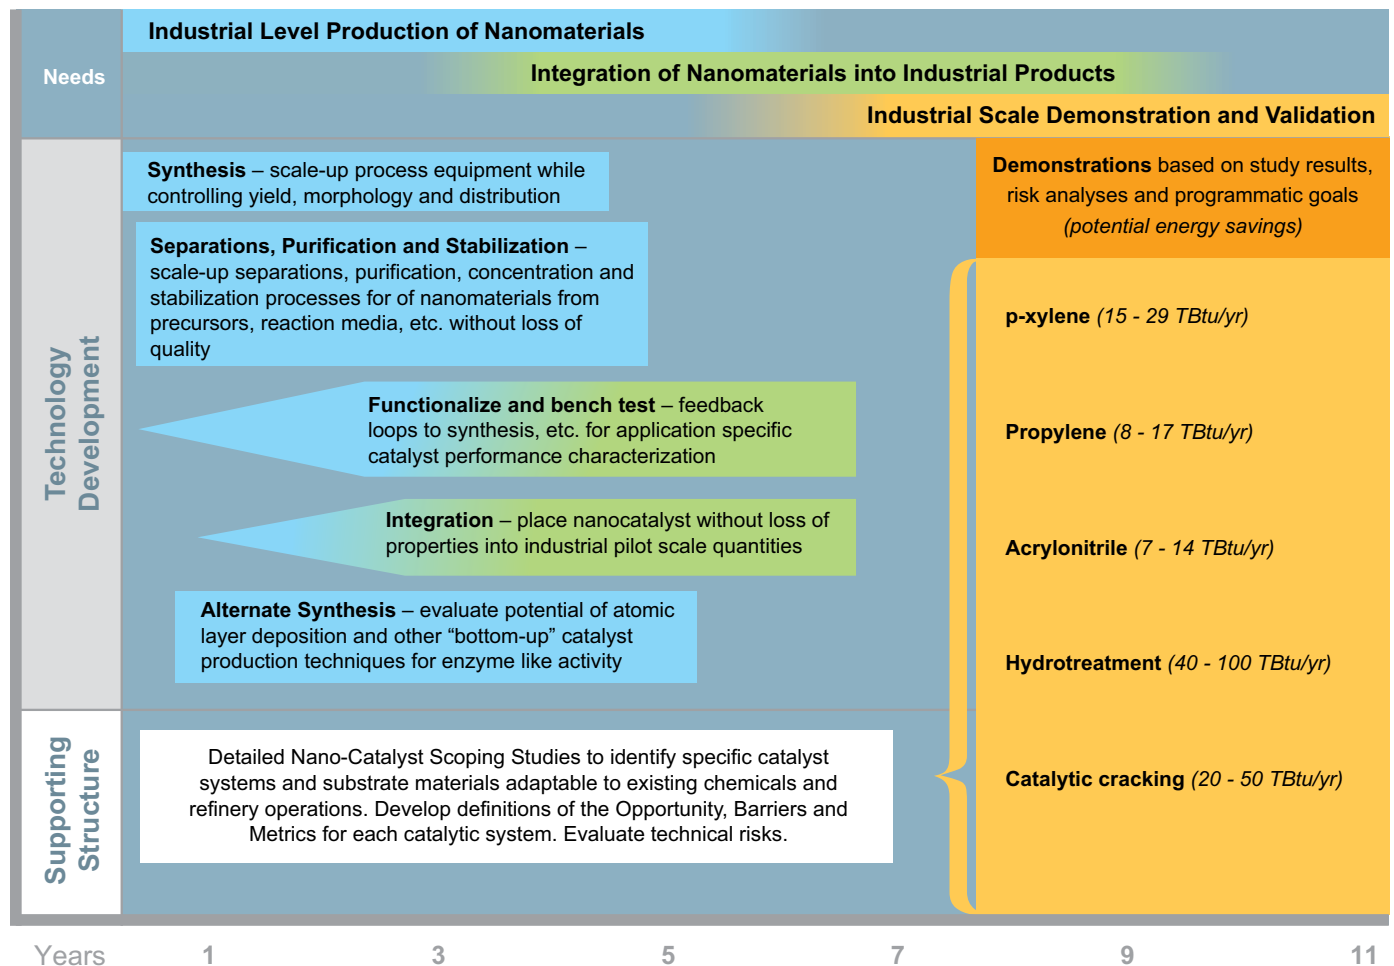 Needs
Industrial Level Production of Nanomaterials
Integration of Nanomaterials into Industrial Products
Industrial Scale Demonstration and Validation
Technology
Development
Synthesis – scale-up process equipment while
controlling yield, morphology and distribution
Separations, Purification and Stabilization –
scale-up separations, purification, concentration and
stabilization processes for of nanomaterials from
precursors, reaction media, etc. without loss of
quality
Functionalize and bench test – feedback
loops to synthesis, etc. for application specific
catalyst performance characterization
Integration – place nanocatalyst without loss of
properties into industrial pilot scale quantities
Alternate Synthesis – evaluate potential of atomic
layer deposition and other “bottom-up” catalyst
production techniques for enzyme like activity
Demonstrations based on study results,
risk analyses and programmatic goals
(potential energy savings)
p-xylene (15 - 29 TBtu/yr)
Propylene (8 - 17 TBtu/yr)
Acrylonitrile (7 - 14 TBtu/yr)
Hydrotreatment (40 - 100 TBtu/yr)
Catalytic cracking (20 - 50 TBtu/yr)
Supporting
Structure
Detailed Nano-Catalyst Scoping Studies to identify specific catalyst
systems and substrate materials adaptable to existing chemicals and
refinery operations. Develop definitions of the Opportunity, Barriers and
Metrics for each catalytic system. Evaluate technical risks.
Years 1 3 5 7 9 11